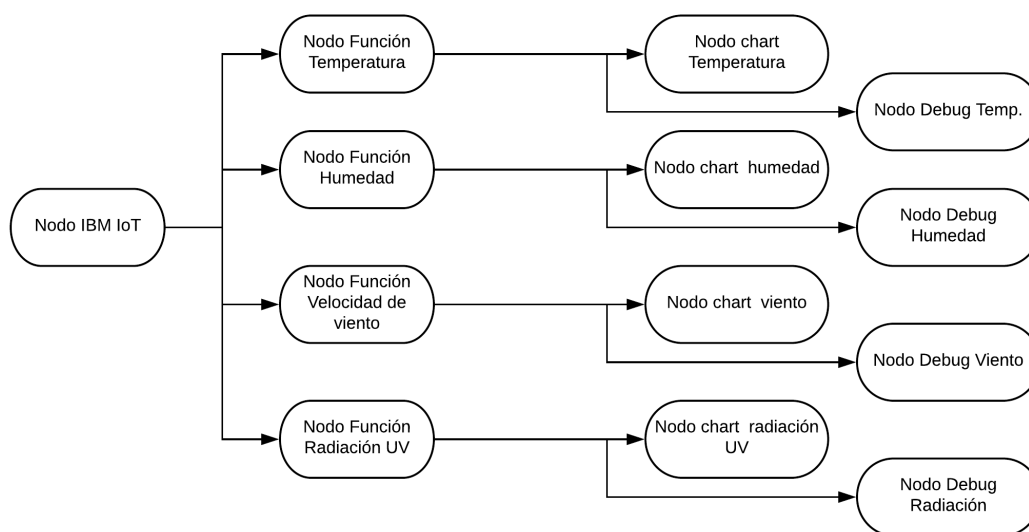 Nodo Función
Temperatura
Nodo chart
Temperatura
Nodo Debug Temp.
Nodo Función
Humedad
Nodo chart  humedad
Nodo Debug
Humedad
Nodo IBM IoT
Nodo Función
Velocidad de
viento
Nodo chart  viento
Nodo Debug Viento
Nodo Función
Radiación UV
Nodo chart  radiación
UV
Nodo Debug
Radiación